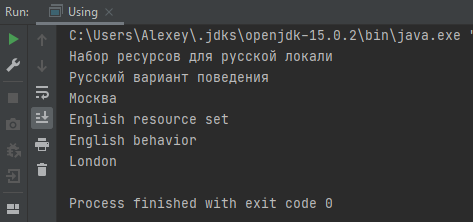 Run: Using
C:\Users\Alexey\.jdks\openjdk-15.0.2\bin\java.exe "
Набор ресурсов для русской локали
Русский вариант поведения
Москва
English resource set
English behavior
London
Process finished with exit code 0